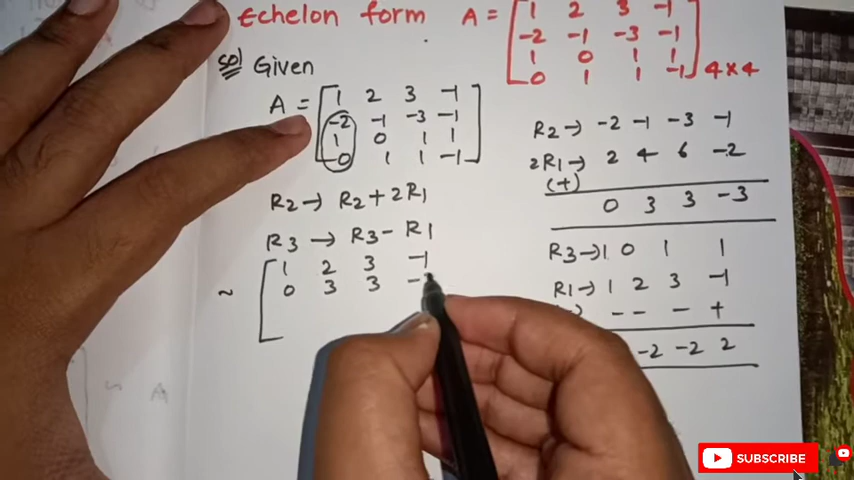 Echelon form A = [1 2 3 -1
-2 -1 -3 -1
1 0 1 1
0 1 1 -1] 4×4
Sol Given
A = [1 2 3 -1
-2 -1 -3 -1
1 0 1 1
0 1 1 -1]
R2 → R2 + 2R1
R3 → R3 - R1
~ [1 2 3 -1
0 3 3 -
R2 → -2 -1 -3 -1
2R1 → 2 4 6 -2
(+)
0 3 3 -3
R3 → 1 0 1 1
R1 → 1 2 3 -1
- - - +
-2 -2 2
~ A
SUBSCRIBE